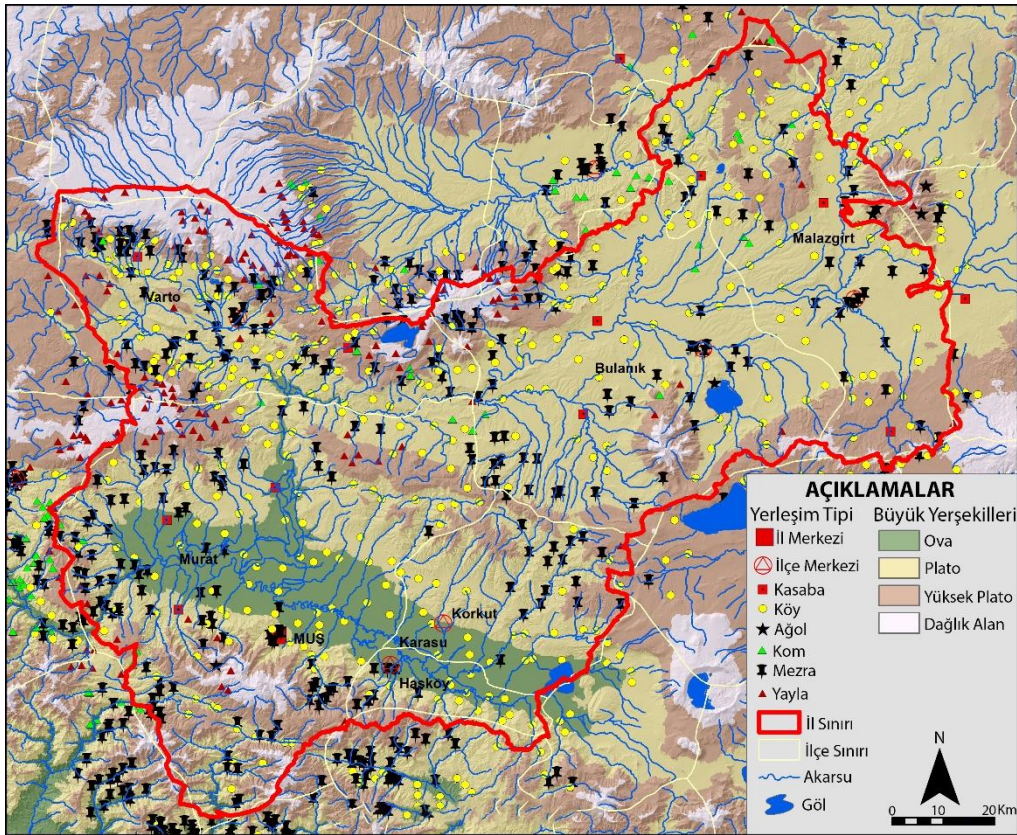 Malazgirt
Varto
Bulanık
Murat
Korkut
MUŞ
Karasu
Hasköy
AÇIKLAMALAR
Yerleşim Tipi
Büyük Yerşekilleri
İl Merkezi
Ova
İlçe Merkezi
Plato
Kasaba
Yüksek Plato
Köy
Dağlık Alan
Ağol
Kom
Mezra
Yayla
İl Sınırı
İlçe Sınırı
Akarsu
Göl
N
0 10 20 Km